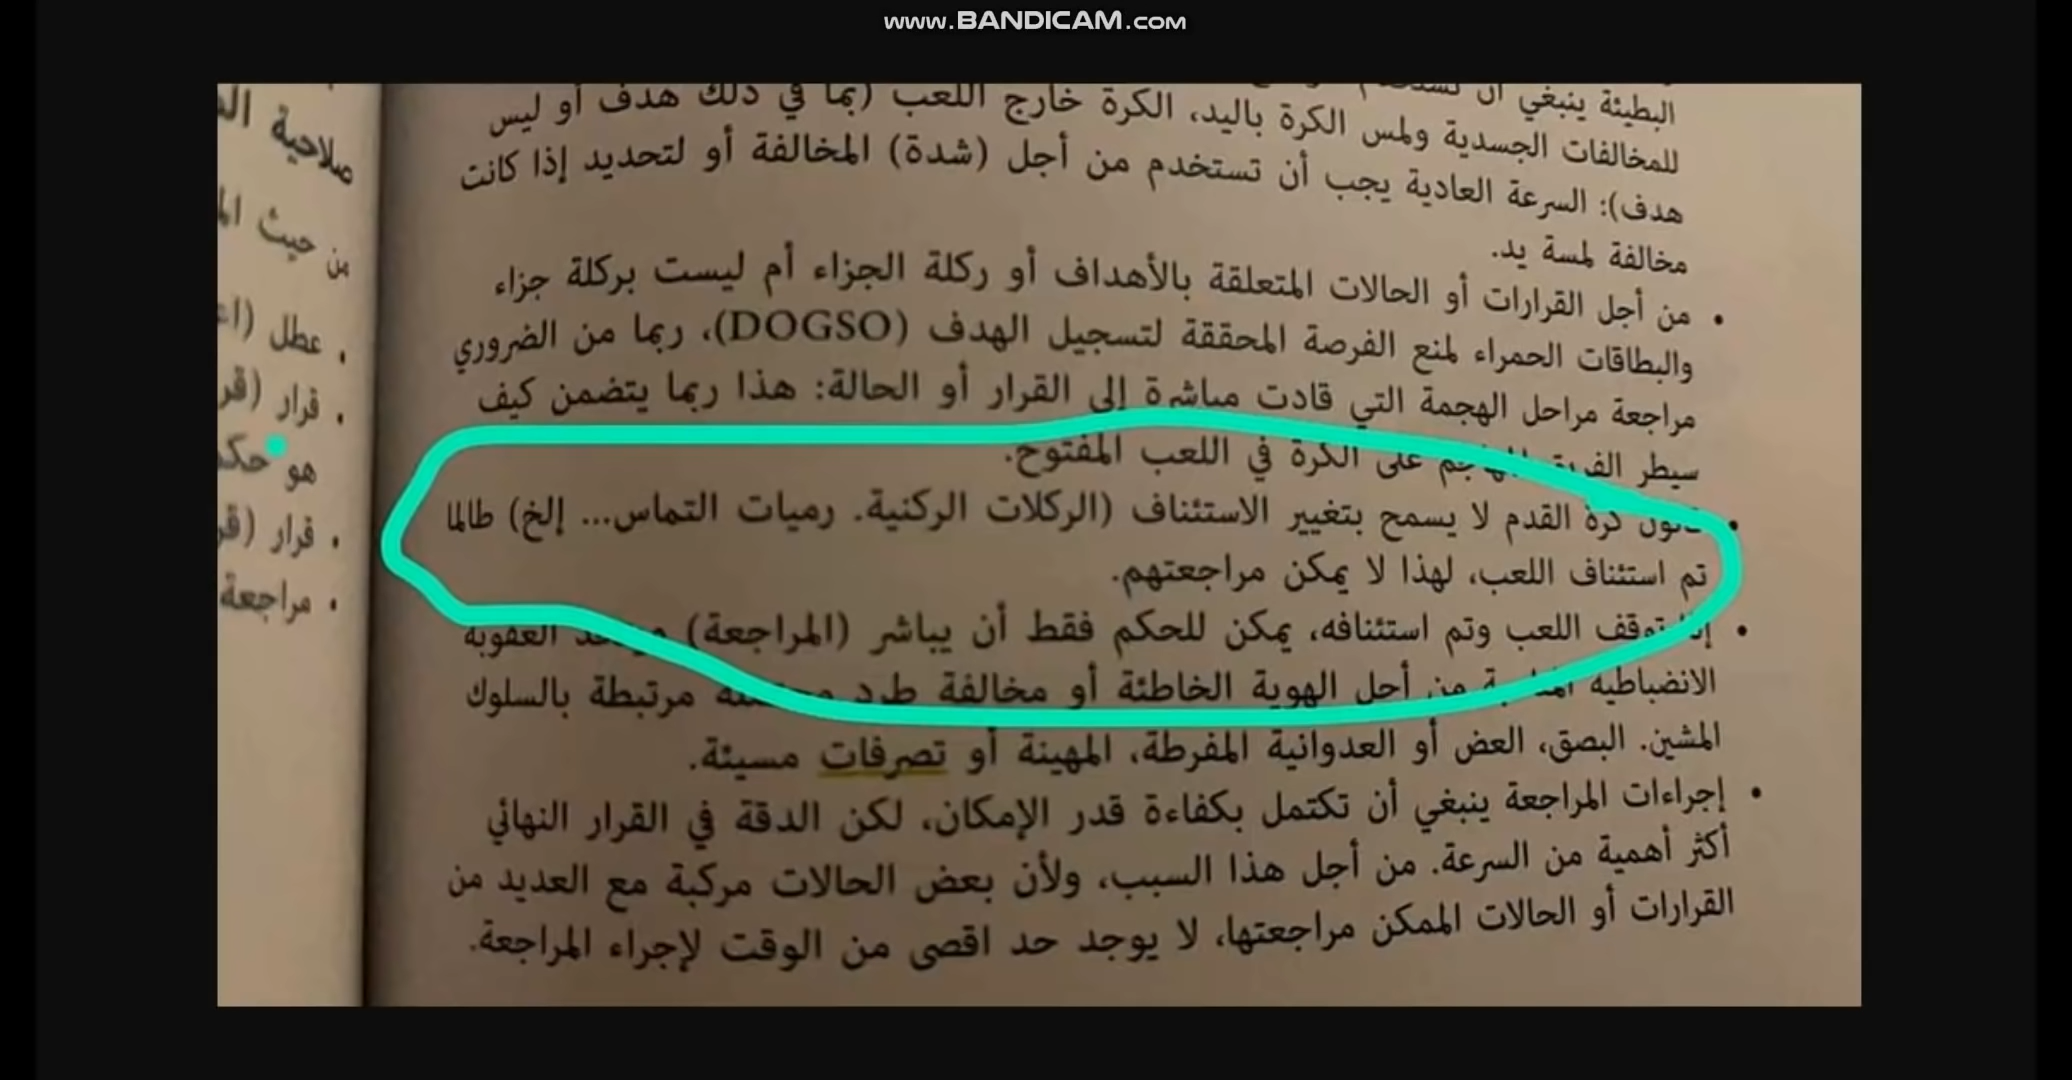 www.BANDICAM.com
البطيئة ينبغي أن
للمخالفات الجسدية ولمس الكرة باليد، الكرة خارج اللعب (بما في ذلك هدف أو ليس
هدف): السرعة العادية يجب أن تستخدم من أجل (شدة) المخالفة أو لتحديد إذا كانت
مخالفة لمسة يد.
• من أجل القرارات أو الحالات المتعلقة بالأهداف أو ركلة الجزاء أم ليست بركلة جزاء
والبطاقات الحمراء لمنع الفرصة المحققة لتسجيل الهدف (DOGSO)، ربما من الضروري
مراجعة مراحل الهجمة التي قادت مباشرة إلى القرار أو الحالة: هذا ربما يتضمن كيف
سيطر الفريق المهاجم على الكرة في اللعب المفتوح.
• قانون كرة القدم لا يسمح بتغيير الاستئناف (الركلات الركنية. رميات التماس... إلخ) طالما
تم استئناف اللعب، لهذا لا يمكن مراجعتهم.
• إذا توقف اللعب وتم استئنافه، يمكن للحكم فقط أن يباشر (المراجعة) العقوبة
الانضباطية المناسبة من أجل الهوية الخاطئة أو مخالفة طرد محتملة مرتبطة بالسلوك
المشين. البصق، العض أو العدوانية المفرطة، المهينة أو تصرفات مسيئة.
• إجراءات المراجعة ينبغي أن تكتمل بكفاءة قدر الإمكان، لكن الدقة في القرار النهائي
أكثر أهمية من السرعة. من أجل هذا السبب، ولأن بعض الحالات مركبة مع العديد من
القرارات أو الحالات الممكن مراجعتها، لا يوجد حد اقصى من الوقت لإجراء المراجعة.
صلاحية
من حيث
• عطل
• قرار
هو
• قرار
• مراجعة